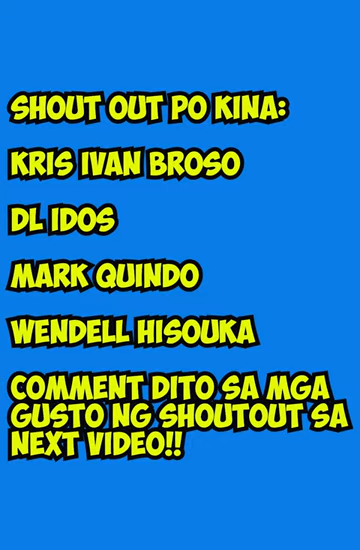 SHOUT OUT PO KINA:
KRIS IVAN BROSO
DL IDOS
MARK QUINDO
WENDELL HISOUKA
COMMENT DITO SA MGA
GUSTO NG SHOUTOUT SA
NEXT VIDEO!!